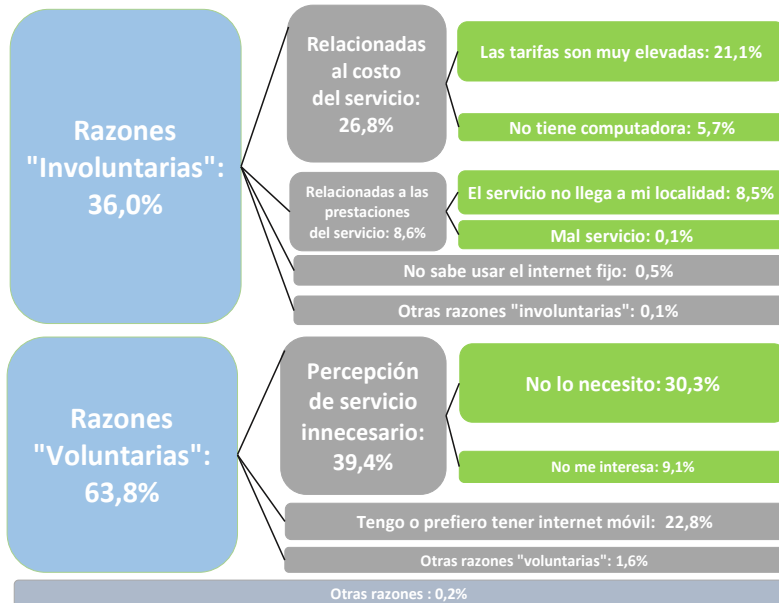 Razones
"Involuntarias":
36,0%
Relacionadas
al costo
del servicio:
26,8%
Las tarifas son muy elevadas: 21,1%
No tiene computadora: 5,7%
Relacionadas a las
prestaciones
del servicio: 8,6%
El servicio no llega a mi localidad: 8,5%
Mal servicio: 0,1%
No sabe usar el internet fijo: 0,5%
Otras razones "involuntarias": 0,1%
Razones
"Voluntarias":
63,8%
Percepción
de servicio
innecesario:
39,4%
No lo necesito: 30,3%
No me interesa: 9,1%
Tengo o prefiero tener internet móvil: 22,8%
Otras razones "voluntarias": 1,6%
Otras razones : 0,2%